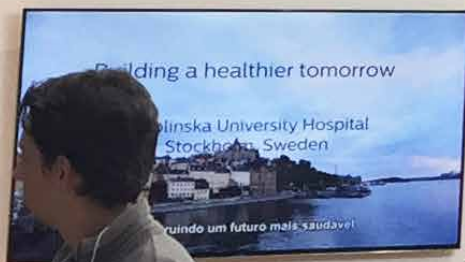 a healthier tomorrow
University Hospital
Stockholm, Sweden
um futuro mais saudável